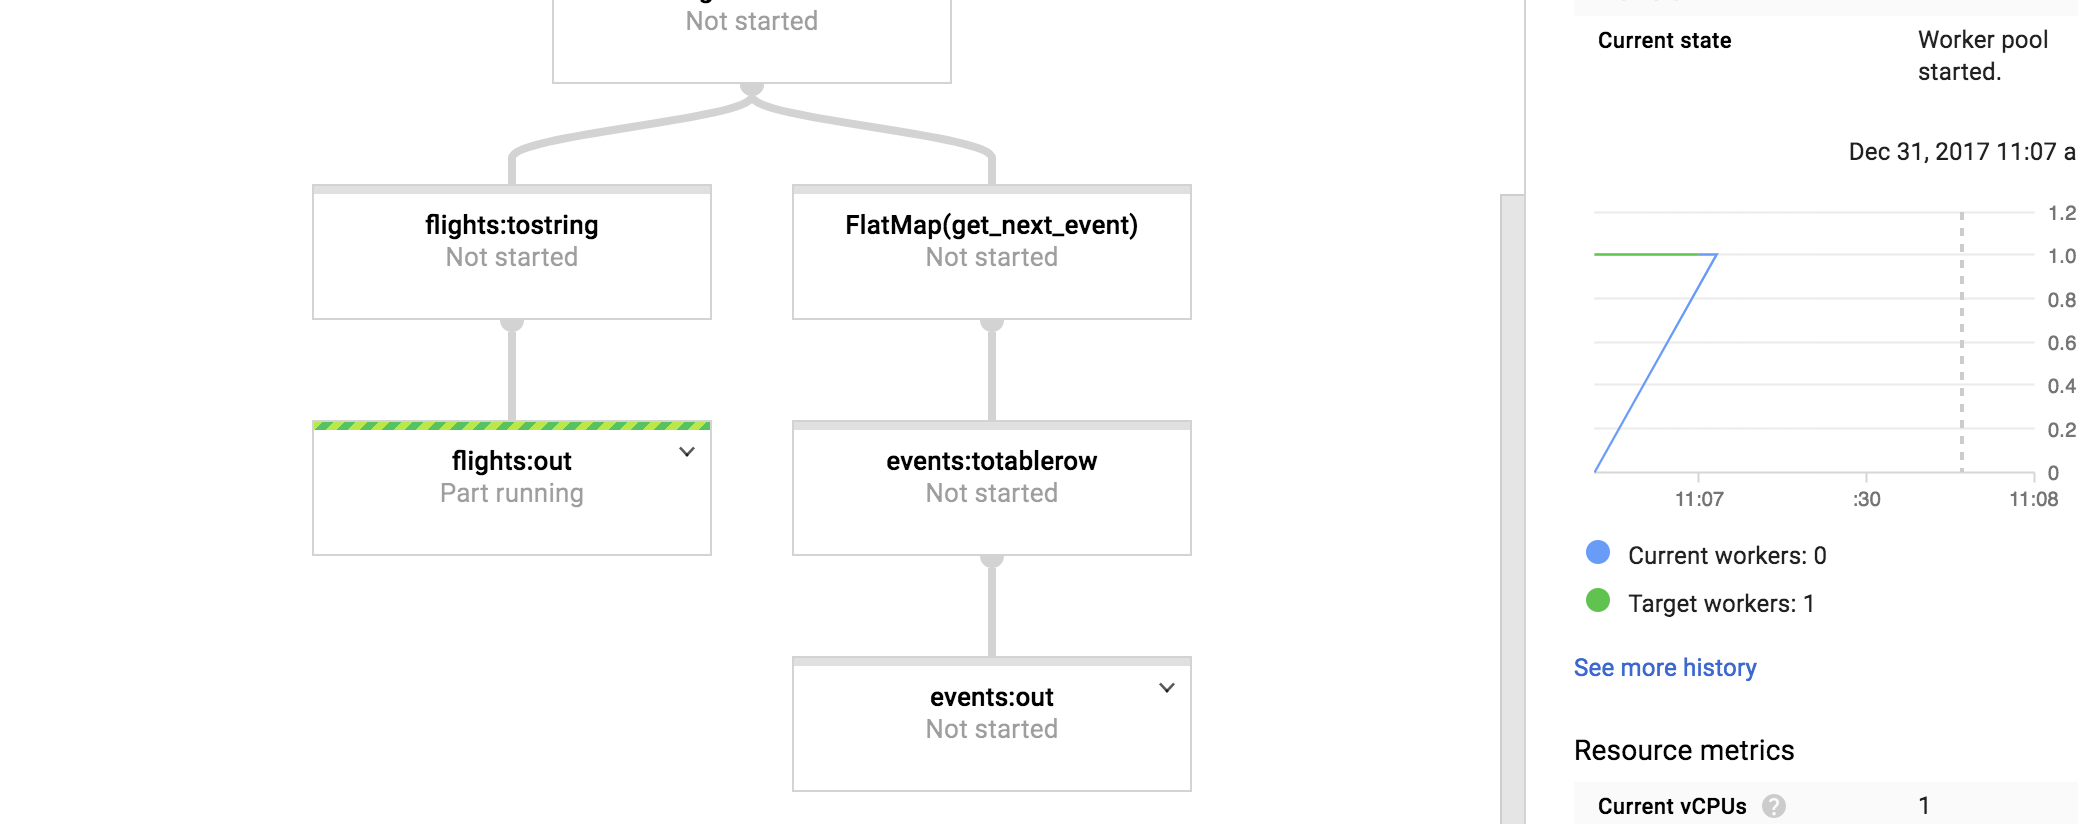 Not started
flights:tostring
Not started
FlatMap(get_next_event)
Not started
flights:out
Part running
events:totablerow
Not started
events:out
Not started
Current state
Worker pool
started.
Dec 31, 2017 11:07 a
1.2
1.0
0.8
0.6
0.4
0.2
0
11:07
:30
11:08
Current workers: 0
Target workers: 1
See more history
Resource metrics
Current vCPUs ?
1